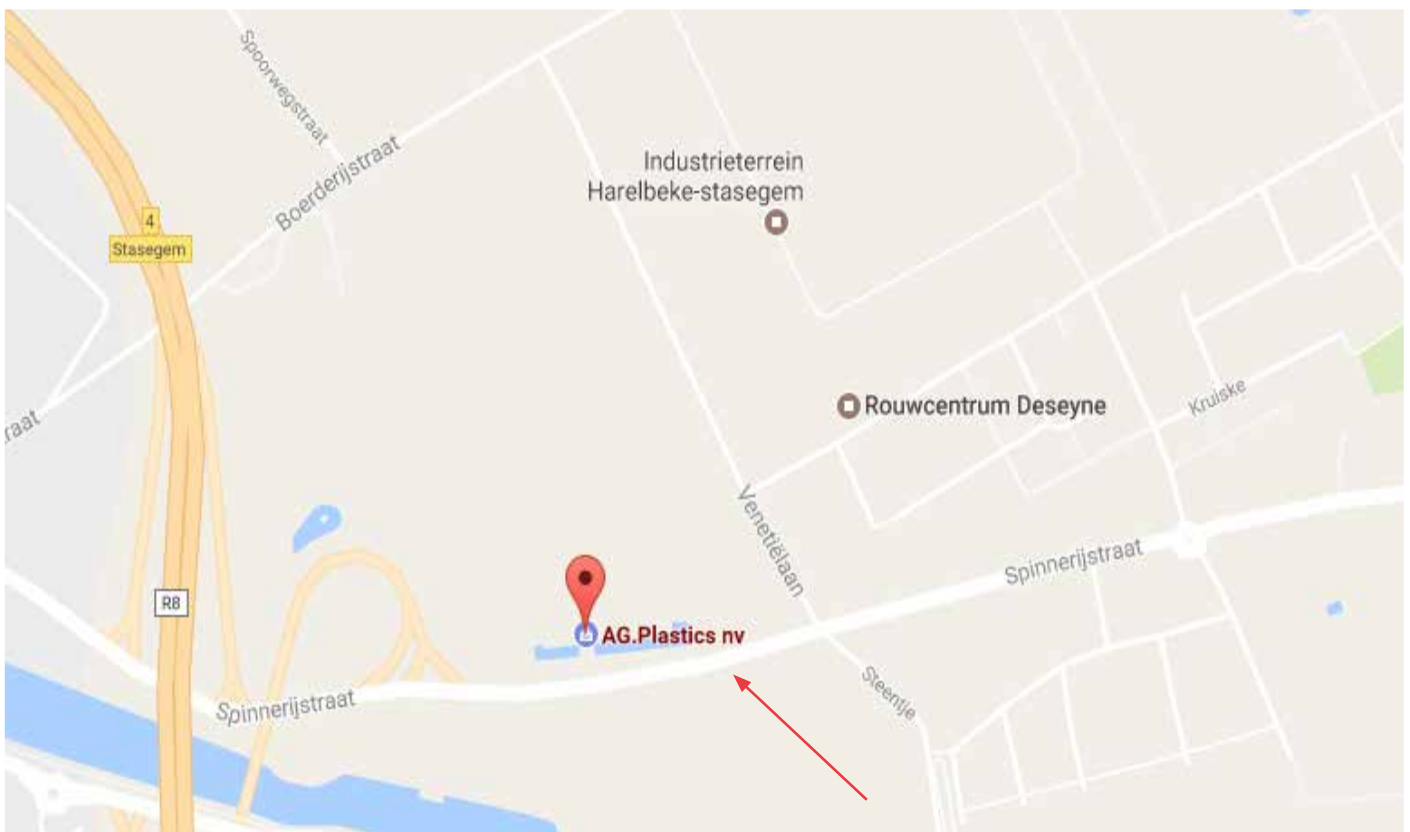 Spoorwegstraat
Boerderijstraat
Industrieterrein
Harelbeke-stasegem
4
Stasegem
Kruiske
Rouwcentrum Deseyne
raat
Venetiëlaan
Spinnerijstraat
R8
AG.Plastics nv
Steentje
Spinnerijstraat